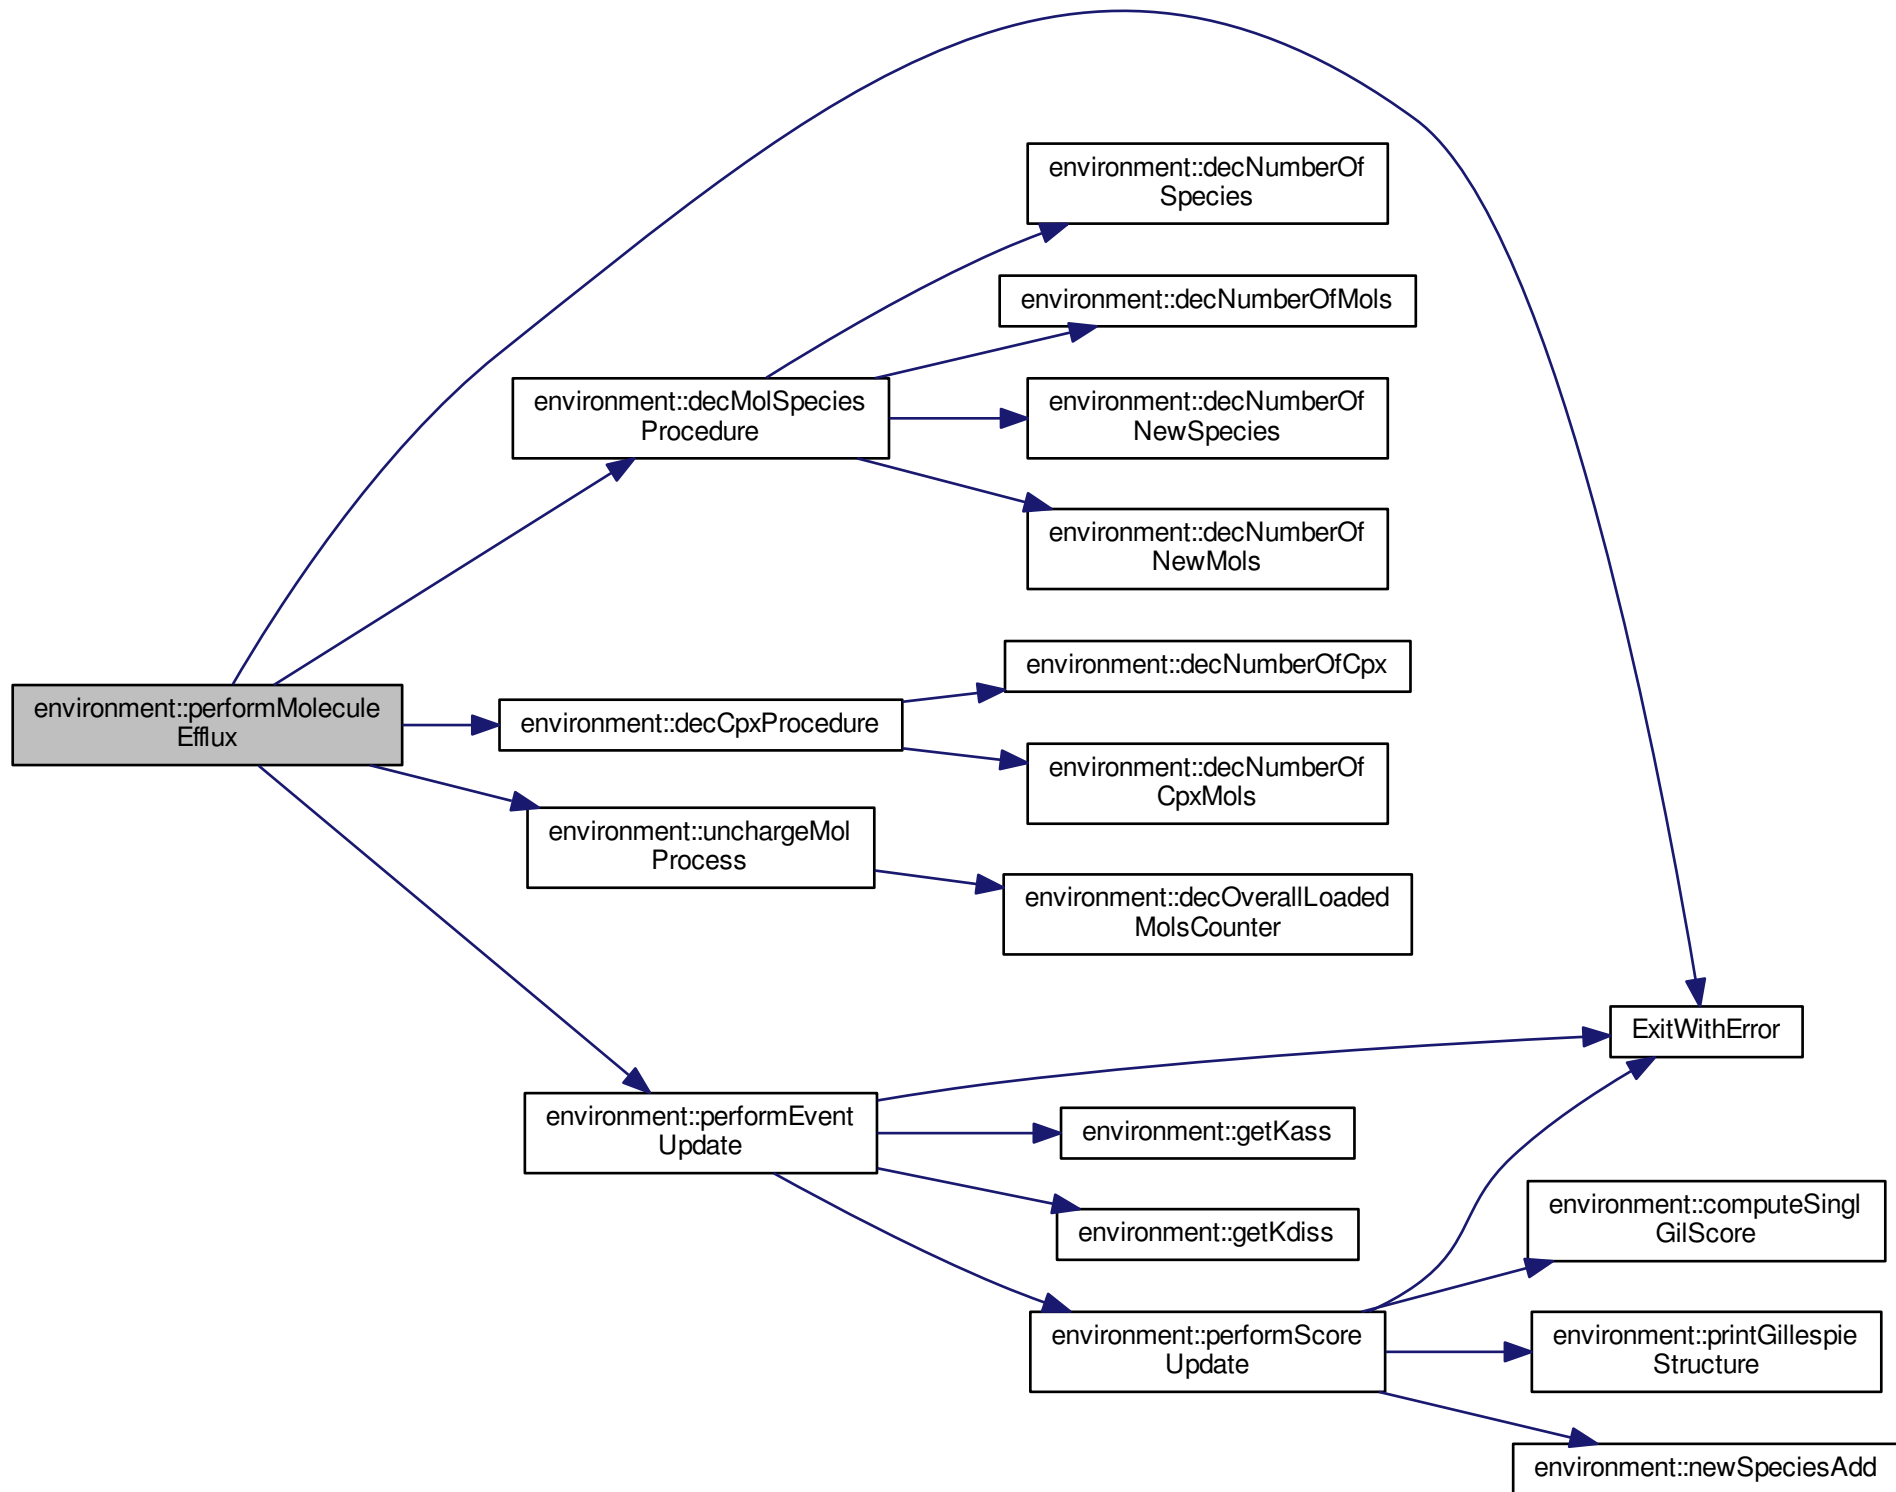 environment::decNumberOf
Species
environment::decNumberOfMols
environment::decMolSpecies
Procedure
environment::decNumberOf
NewSpecies
environment::decNumberOf
NewMols
environment::decNumberOfCpx
environment::performMolecule
Efflux
environment::decCpxProcedure
environment::decNumberOf
CpxMols
environment::unchargeMol
Process
environment::decOverallLoaded
MolsCounter
ExitWithError
environment::performEvent
Update
environment::getKass
environment::computeSingl
GilScore
environment::getKdiss
environment::performScore
Update
environment::printGillespie
Structure
environment::newSpeciesAdd